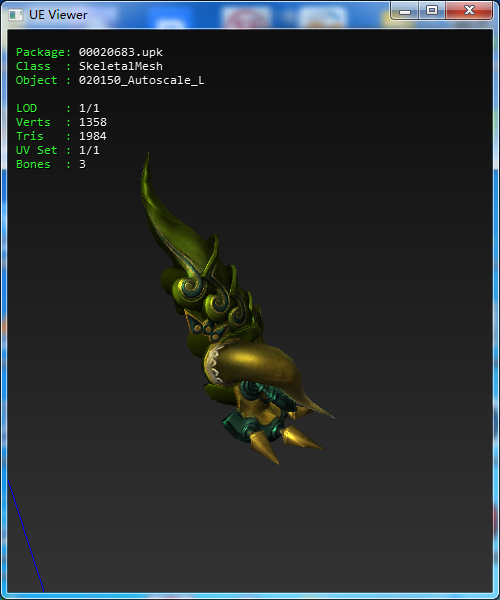 UE Viewer
Package: 00020683.upk
Class : SkeletalMesh
Object : 020150_Autoscale_L
LOD : 1/1
Verts : 1358
Tris : 1984
UV Set : 1/1
Bones : 3